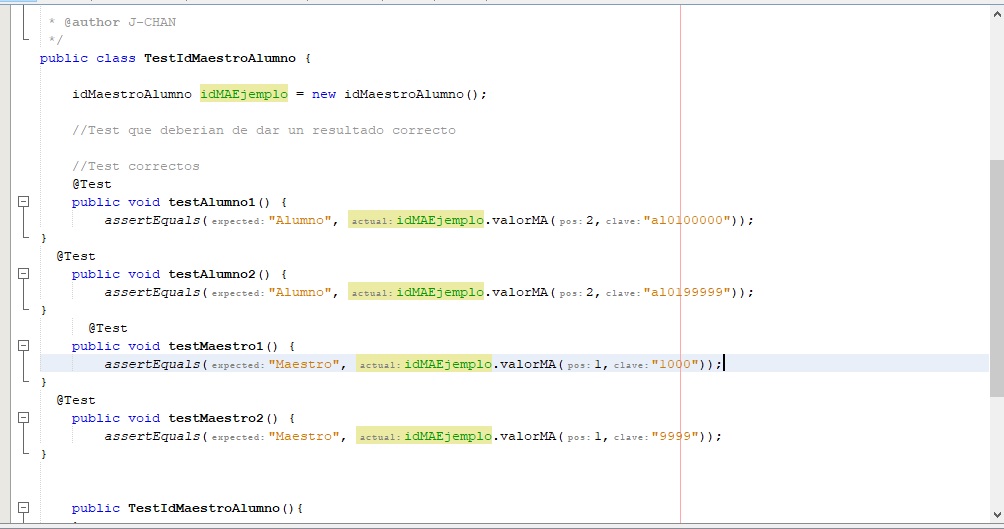 * @author J-CHAN
*/
public class TestIdMaestroAlumno {
idMaestroAlumno idMAEjemplo = new idMaestroAlumno();
//Test que deberian de dar un resultado correcto
//Test correctos
@Test
public void testAlumno1() {
assertEquals( expected: "Alumno", actual: idMAEjemplo.valorMA( pos: 2, clave: "al0100000"));
}
@Test
public void testAlumno2() {
assertEquals( expected: "Alumno", actual: idMAEjemplo.valorMA( pos: 2, clave: "al0199999"));
}
@Test
public void testMaestro1() {
assertEquals( expected: "Maestro", actual: idMAEjemplo.valorMA( pos: 1, clave: "1000"));
}
@Test
public void testMaestro2() {
assertEquals( expected: "Maestro", actual: idMAEjemplo.valorMA( pos: 1, clave: "9999"));
}
public TestIdMaestroAlumno(){